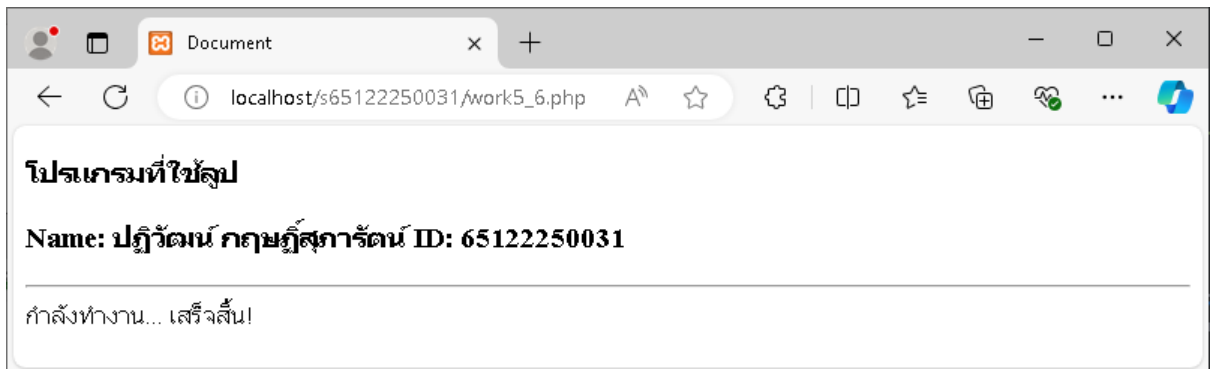 Document
localhost/s65122250031/work5_6.php
โปรแกรมที่ใช้ลูป
Name: ปฏิวัฒน์ กฤษฏิ์สุภารัตน์ ID: 65122250031
กำลังทำงาน... เสร็จสิ้น!